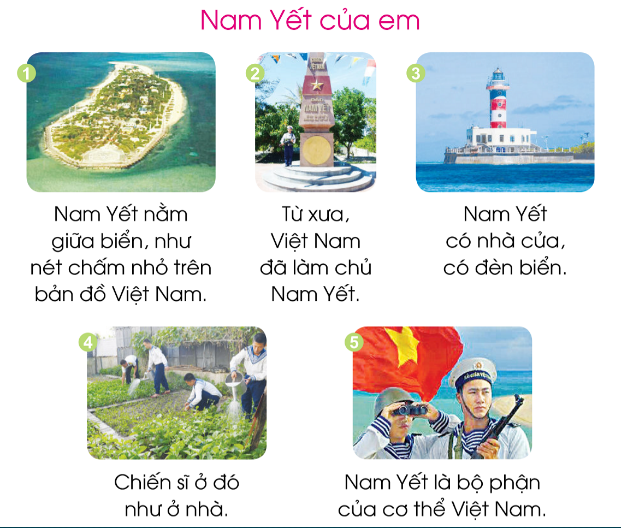 Nam Yết của em
1
Nam Yết nằm
giữa biển, như
nét chấm nhỏ trên
bản đồ Việt Nam.
2
Từ xưa,
Việt Nam
đã làm chủ
Nam Yết.
3
Nam Yết
có nhà cửa,
có đèn biển.
4
Chiến sĩ ở đó
như ở nhà.
5
Nam Yết là bộ phận
của cơ thể Việt Nam.